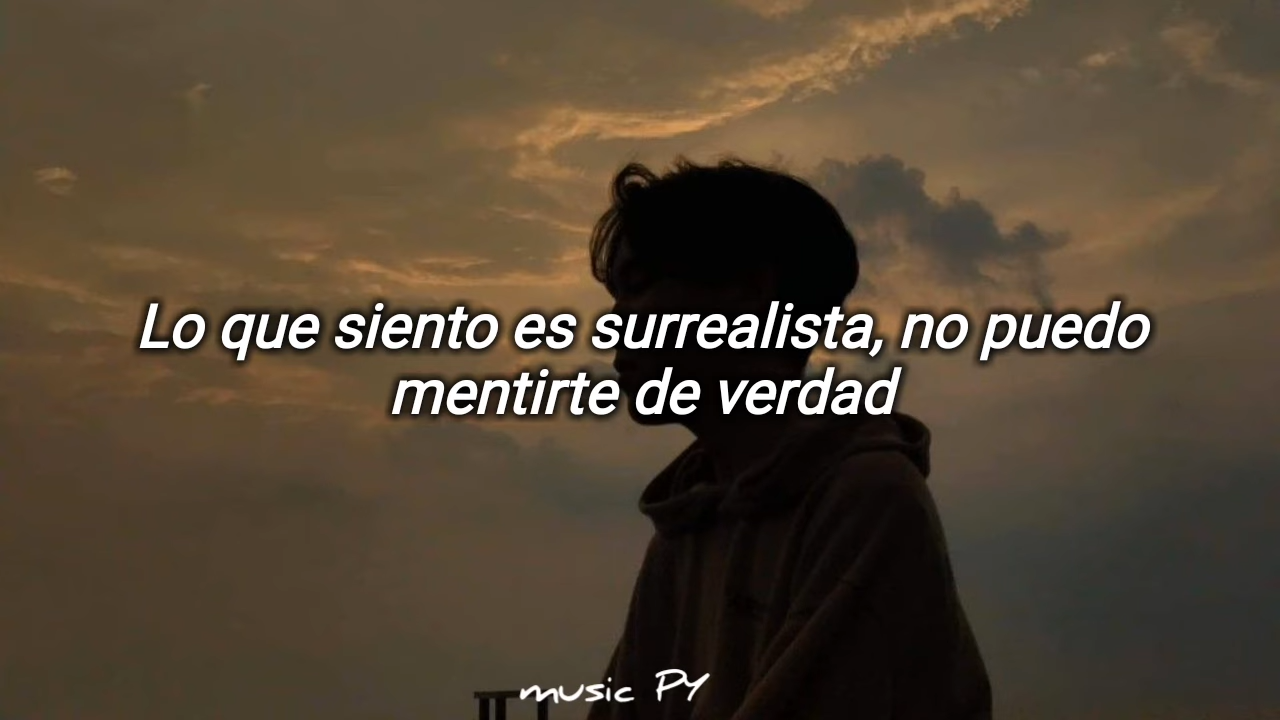 Lo que siento es surrealista, no puedo
mentirte de verdad
music PY